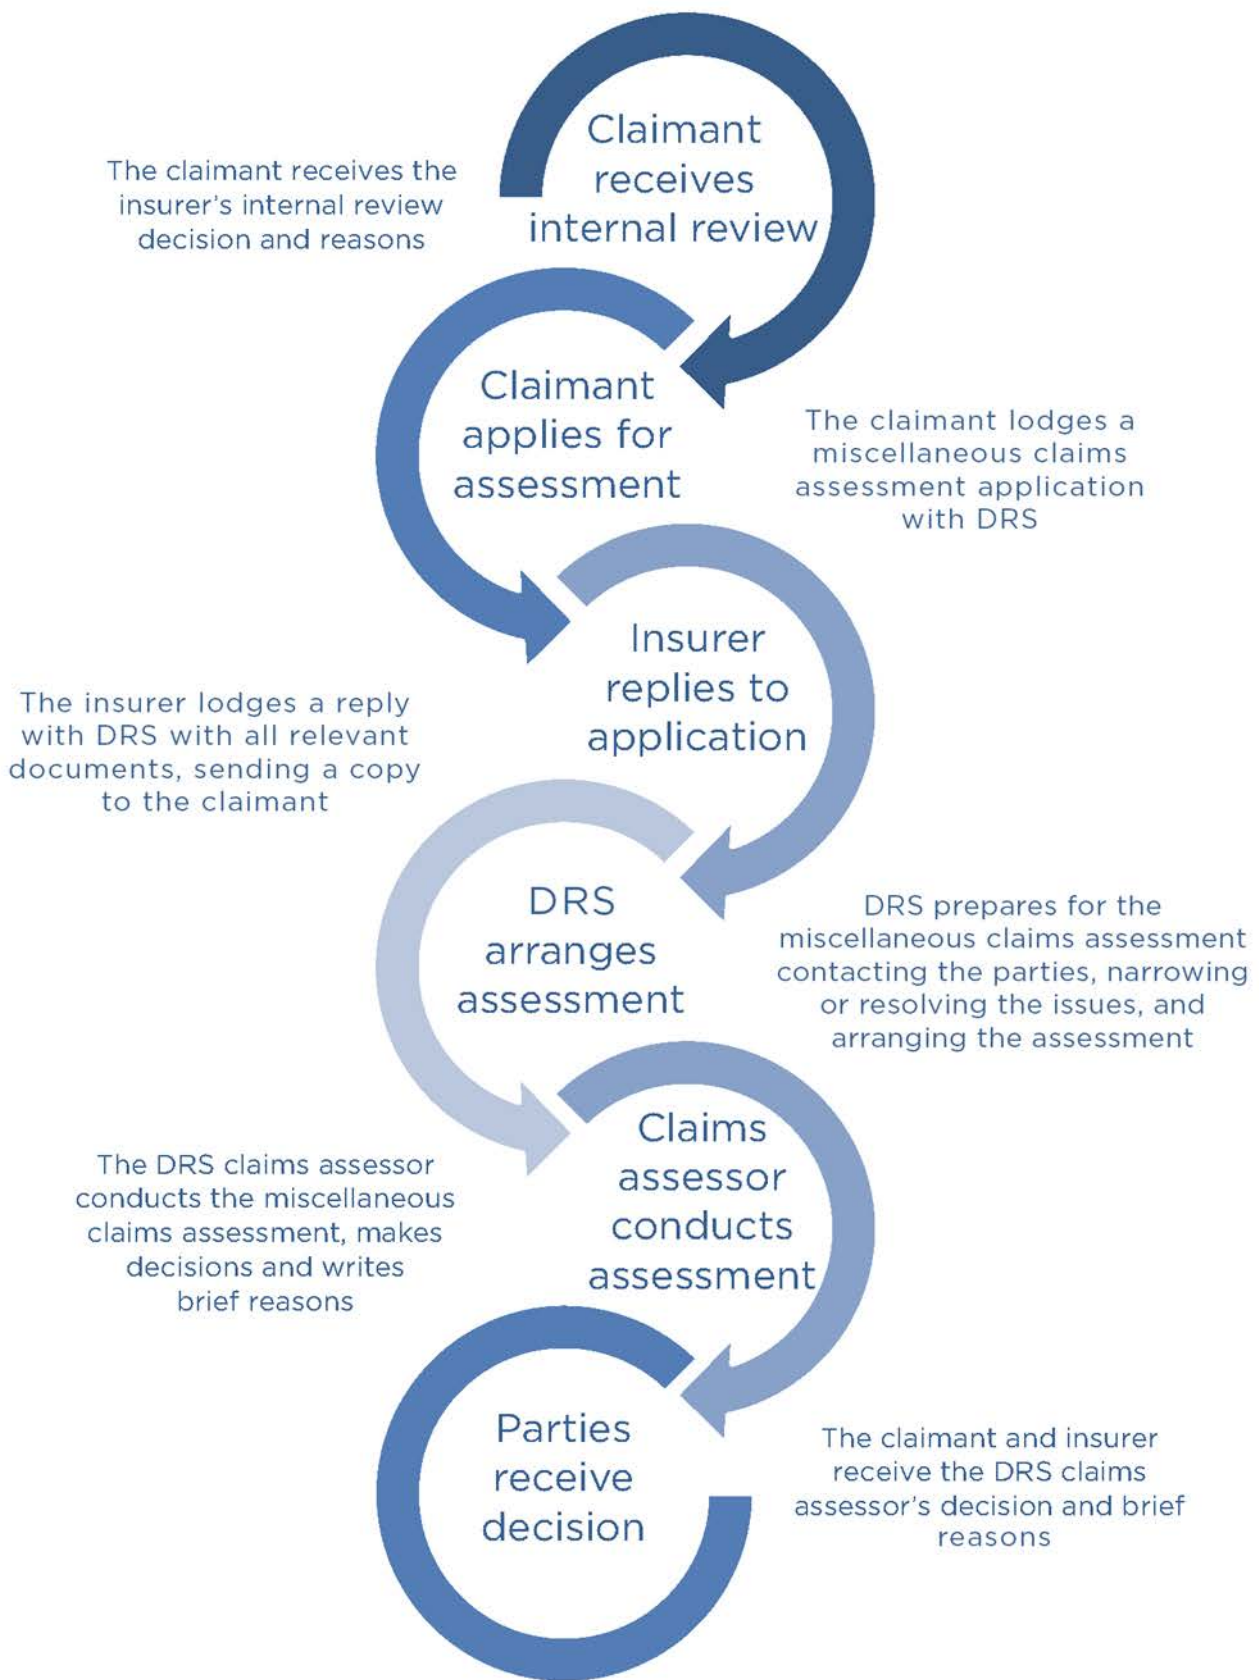 Claimant
receives
internal review
The claimant receives the
insurer's internal review
decision and reasons
Claimant
applies for
assessment
The claimant lodges a
miscellaneous claims
assessment application
with DRS
Insurer
replies to
application
The insurer lodges a reply
with DRS with all relevant
documents, sending a copy
to the claimant
DRS
arranges
assessment
DRS prepares for the
miscellaneous claims assessment
contacting the parties, narrowing
or resolving the issues, and
arranging the assessment
Claims
assessor
conducts
assessment
The DRS claims assessor
conducts the miscellaneous
claims assessment, makes
decisions and writes
brief reasons
Parties
receive
decision
The claimant and insurer
receive the DRS claims
assessor's decision and brief
reasons